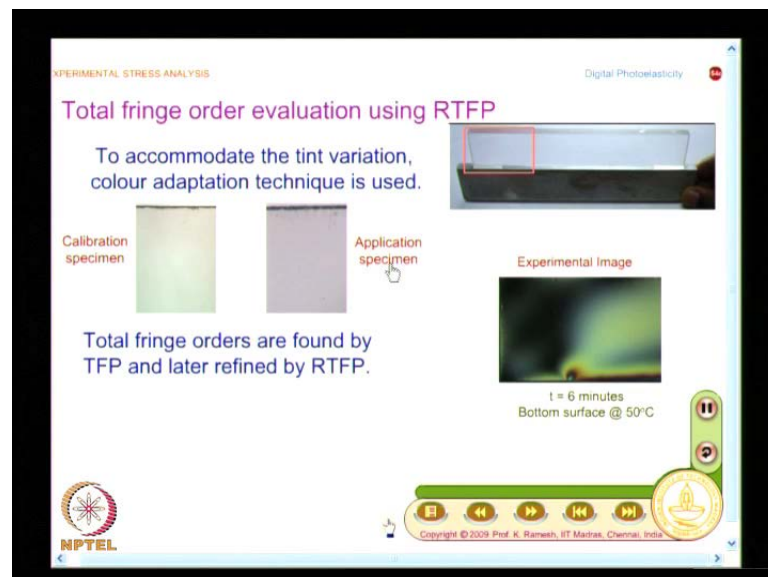 XPERIMENTAL STRESS ANALYSIS
Digital Photoelasticity
Total fringe order evaluation using RTFP
To accommodate the tint variation,
colour adaptation technique is used.
Calibration
specimen
Application
specimen
Experimental Image
Total fringe orders are found by
TFP and later refined by RTFP.
t = 6 minutes
Bottom surface @ 50°C
NPTEL
Copyright © 2009 Prof. K. Ramesh, IIT Madras, Chennai, India